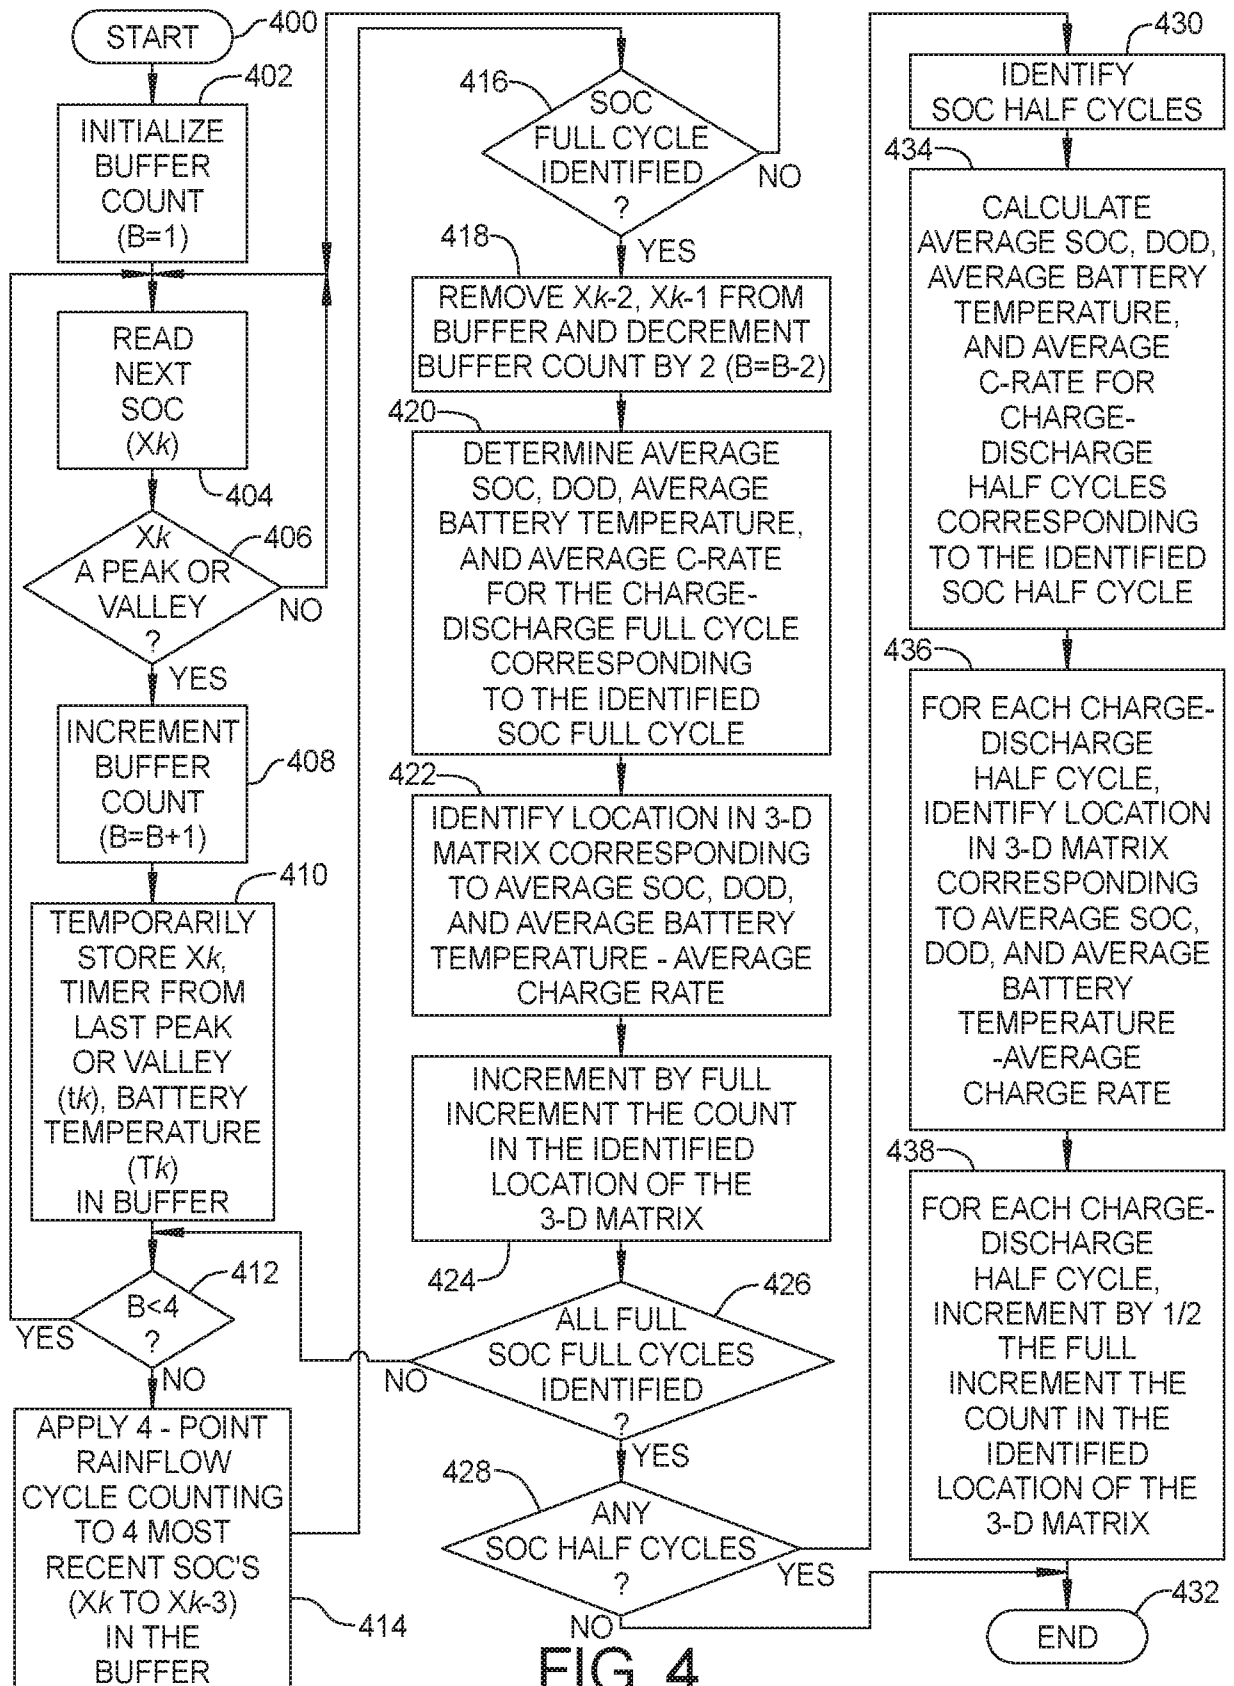 START
400
402
INITIALIZE
BUFFER
COUNT
(B=1)
READ
NEXT
SOC
(Xk)
404
Xk
A PEAK OR
VALLEY
?
406
NO
YES
INCREMENT
BUFFER
COUNT
(B=B+1)
408
410
TEMPORARILY
STORE Xk,
TIMER FROM
LAST PEAK
OR VALLEY
(tk), BATTERY
TEMPERATURE
(Tk)
IN BUFFER
412
B<4
?
YES
NO
APPLY 4 - POINT
RAINFLOW
CYCLE COUNTING
TO 4 MOST
RECENT SOC'S
(Xk TO Xk-3)
IN THE
BUFFER
414
416
SOC
FULL CYCLE
IDENTIFIED
?
NO
YES
418
REMOVE Xk-2, Xk-1 FROM
BUFFER AND DECREMENT
BUFFER COUNT BY 2 (B=B-2)
420
DETERMINE AVERAGE
SOC, DOD, AVERAGE
BATTERY TEMPERATURE,
AND AVERAGE C-RATE
FOR THE CHARGE-
DISCHARGE FULL CYCLE
CORRESPONDING
TO THE IDENTIFIED
SOC FULL CYCLE
422
IDENTIFY LOCATION IN 3-D
MATRIX CORRESPONDING
TO AVERAGE SOC, DOD,
AND AVERAGE BATTERY
TEMPERATURE - AVERAGE
CHARGE RATE
INCREMENT BY FULL
INCREMENT THE COUNT
IN THE IDENTIFIED
LOCATION OF THE
3-D MATRIX
424
426
ALL FULL
SOC FULL CYCLES
IDENTIFIED
?
NO
YES
428
ANY
SOC HALF CYCLES
?
YES
NO
430
IDENTIFY
SOC HALF CYCLES
434
CALCULATE
AVERAGE SOC, DOD,
AVERAGE BATTERY
TEMPERATURE,
AND AVERAGE
C-RATE FOR
CHARGE-
DISCHARGE
HALF CYCLES
CORRESPONDING
TO THE IDENTIFIED
SOC HALF CYCLE
436
FOR EACH CHARGE-
DISCHARGE
HALF CYCLE,
IDENTIFY LOCATION
IN 3-D MATRIX
CORRESPONDING
TO AVERAGE SOC,
DOD, AND AVERAGE
BATTERY
TEMPERATURE
-AVERAGE
CHARGE RATE
438
FOR EACH CHARGE-
DISCHARGE
HALF CYCLE,
INCREMENT BY 1/2
THE FULL
INCREMENT THE
COUNT IN THE
IDENTIFIED
LOCATION OF THE
3-D MATRIX
432
END
FIG. 4